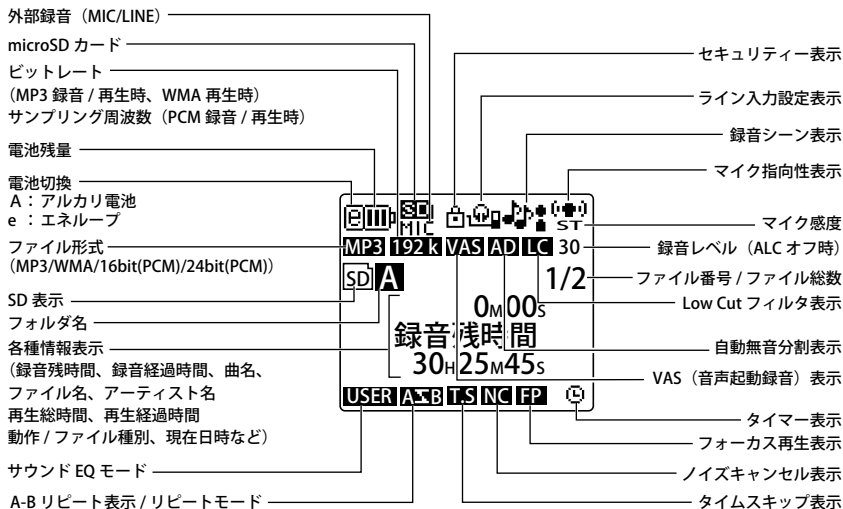 外部録音（MIC/LINE）
microSD カード
ビットレート
（MP3 録音 / 再生時、WMA 再生時）
サンプリング周波数（PCM 録音 / 再生時）
電池残量
電池切換
A ：アルカリ電池
e ：エネループ
ファイル形式
(MP3/WMA/16bit(PCM)/24bit(PCM))
SD 表示
フォルダ名
各種情報表示
（録音残時間、録音経過時間、曲名、
ファイル名、アーティスト名
再生総時間、再生経過時間
動作 / ファイル種別、現在日時など）
サウンド EQ モード
A-B リピート表示 / リピートモード
e SD MIC ST
MP3 192 k VAS AD LC 30
SD A 1/2
0M00S
録音残時間
30H25M45S
USER A B T.S NC FP
セキュリティー表示
ライン入力設定表示
録音シーン表示
マイク指向性表示
マイク感度
録音レベル（ALC オフ時）
ファイル番号 / ファイル総数
Low Cut フィルタ表示
自動無音分割表示
VAS（音声起動録音）表示
タイマー表示
フォーカス再生表示
ノイズキャンセル表示
タイムスキップ表示